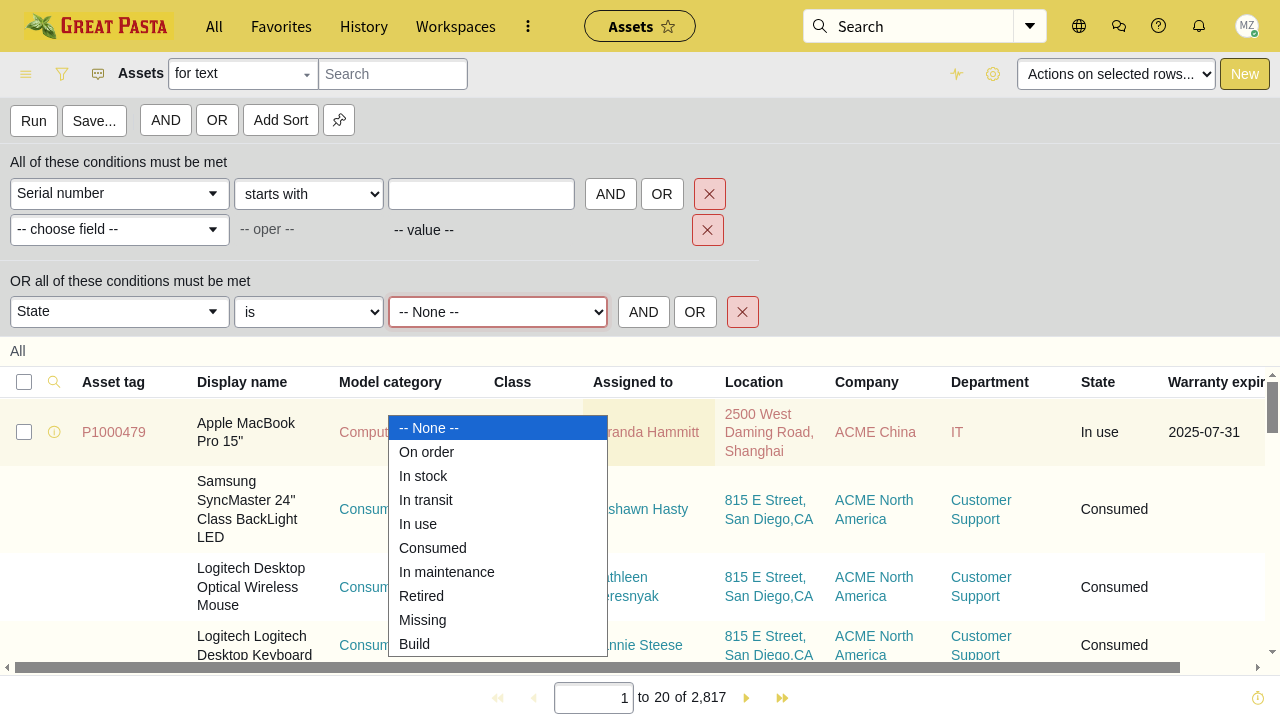 GREAT PASTA All Favorites History Workspaces Assets Search MZ
Assets for text Search Actions on selected rows... New
Run Save... AND OR Add Sort
All of these conditions must be met
Serial number starts with AND OR
-- choose field -- -- oper -- -- value --
OR all of these conditions must be met
State is -- None -- AND OR
All
Asset tag Display name Model category Class Assigned to Location Company Department State Warranty expir
P1000479
Apple MacBook
Pro 15"
Comput
randa Hammitt
2500 West
Daming Road,
Shanghai
ACME China
IT
In use
2025-07-31
Samsung
SyncMaster 24"
Class BackLight
LED
Consum
shawn Hasty
815 E Street,
San Diego,CA
ACME North
America
Customer
Support
Consumed
Logitech Desktop
Optical Wireless
Mouse
Consum
athleen
eresnyak
815 E Street,
San Diego,CA
ACME North
America
Customer
Support
Consumed
Logitech Logitech
Desktop Keyboard
Consum
nnie Steese
815 E Street,
San Diego,CA
ACME North
America
Customer
Support
Consumed
-- None --
On order
In stock
In transit
In use
Consumed
In maintenance
Retired
Missing
Build
1 to 20 of 2,817